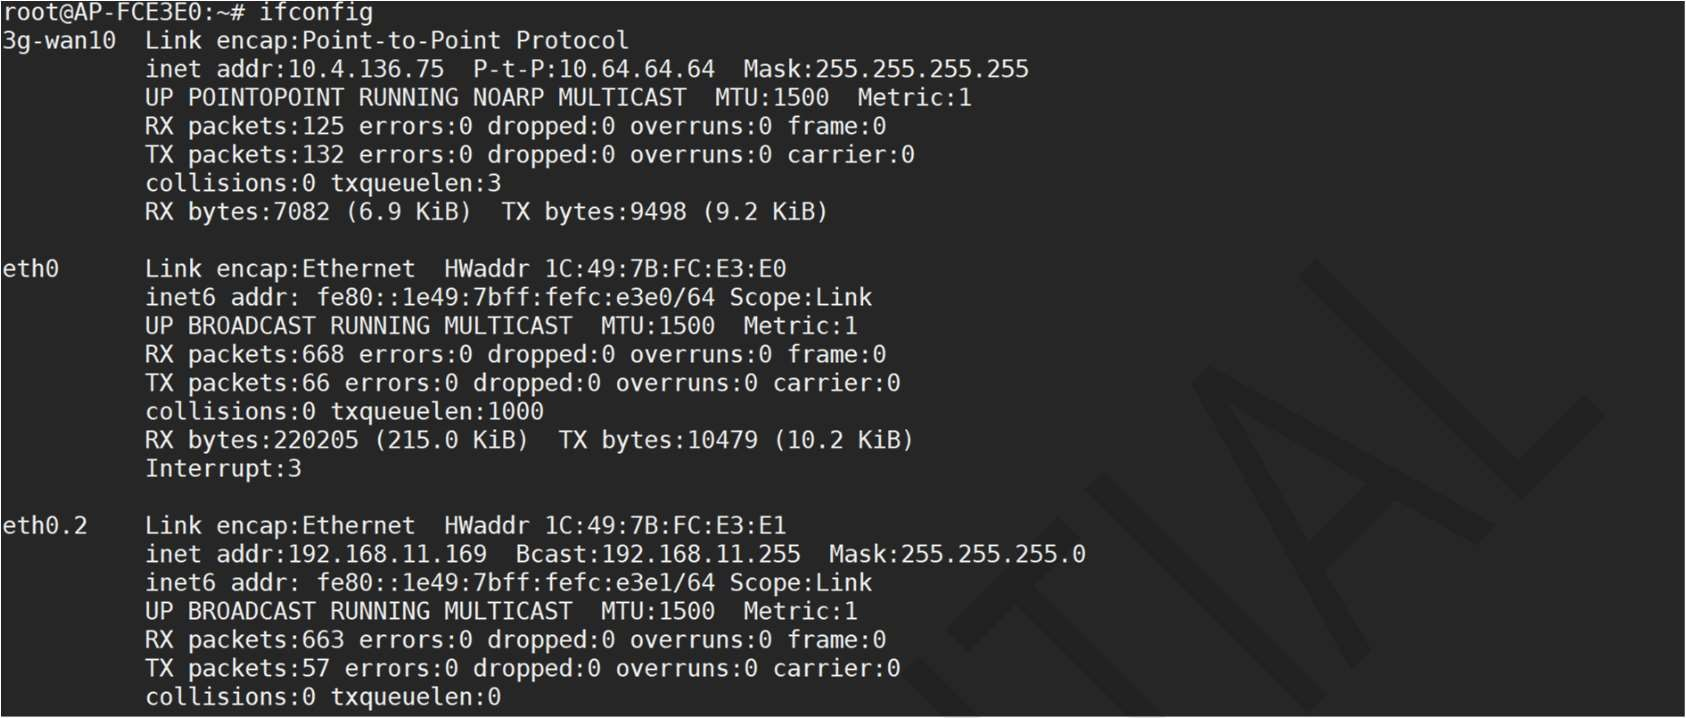 root@AP-FCE3E0:~# ifconfig
3g-wan10  Link encap:Point-to-Point Protocol
          inet addr:10.4.136.75  P-t-P:10.64.64.64  Mask:255.255.255.255
          UP POINTOPOINT RUNNING NOARP MULTICAST  MTU:1500  Metric:1
          RX packets:125 errors:0 dropped:0 overruns:0 frame:0
          TX packets:132 errors:0 dropped:0 overruns:0 carrier:0
          collisions:0 txqueuelen:3
          RX bytes:7082 (6.9 KiB)  TX bytes:9498 (9.2 KiB)

eth0      Link encap:Ethernet  HWaddr 1C:49:7B:FC:E3:E0
          inet6 addr: fe80::1e49:7bff:fefc:e3e0/64 Scope:Link
          UP BROADCAST RUNNING MULTICAST  MTU:1500  Metric:1
          RX packets:668 errors:0 dropped:0 overruns:0 frame:0
          TX packets:66 errors:0 dropped:0 overruns:0 carrier:0
          collisions:0 txqueuelen:1000
          RX bytes:220205 (215.0 KiB)  TX bytes:10479 (10.2 KiB)
          Interrupt:3

eth0.2    Link encap:Ethernet  HWaddr 1C:49:7B:FC:E3:E1
          inet addr:192.168.11.169  Bcast:192.168.11.255  Mask:255.255.255.0
          inet6 addr: fe80::1e49:7bff:fefc:e3e1/64 Scope:Link
          UP BROADCAST RUNNING MULTICAST  MTU:1500  Metric:1
          RX packets:663 errors:0 dropped:0 overruns:0 frame:0
          TX packets:57 errors:0 dropped:0 overruns:0 carrier:0
          collisions:0 txqueuelen:0